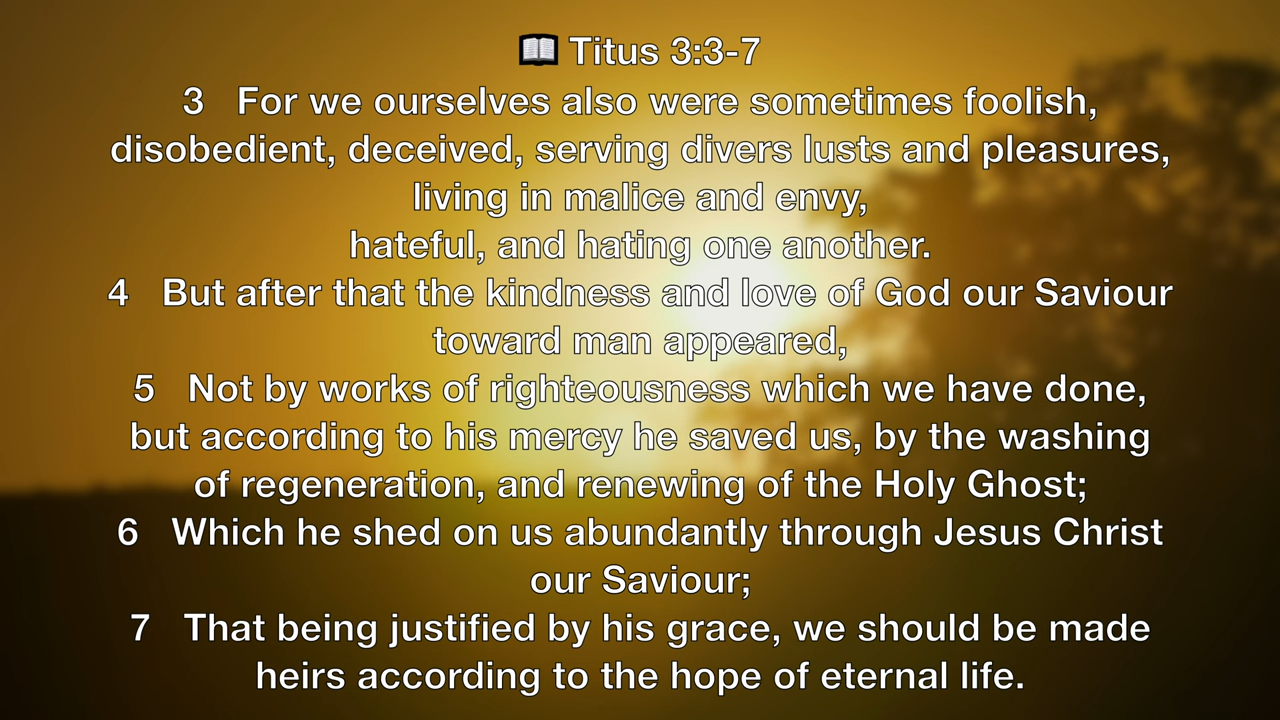 📖 Titus 3:3-7
3 For we ourselves also were sometimes foolish,
disobedient, deceived, serving divers lusts and pleasures,
living in malice and envy,
hateful, and hating one another.
4 But after that the kindness and love of God our Saviour
toward man appeared,
5 Not by works of righteousness which we have done,
but according to his mercy he saved us, by the washing
of regeneration, and renewing of the Holy Ghost;
6 Which he shed on us abundantly through Jesus Christ
our Saviour;
7 That being justified by his grace, we should be made
heirs according to the hope of eternal life.